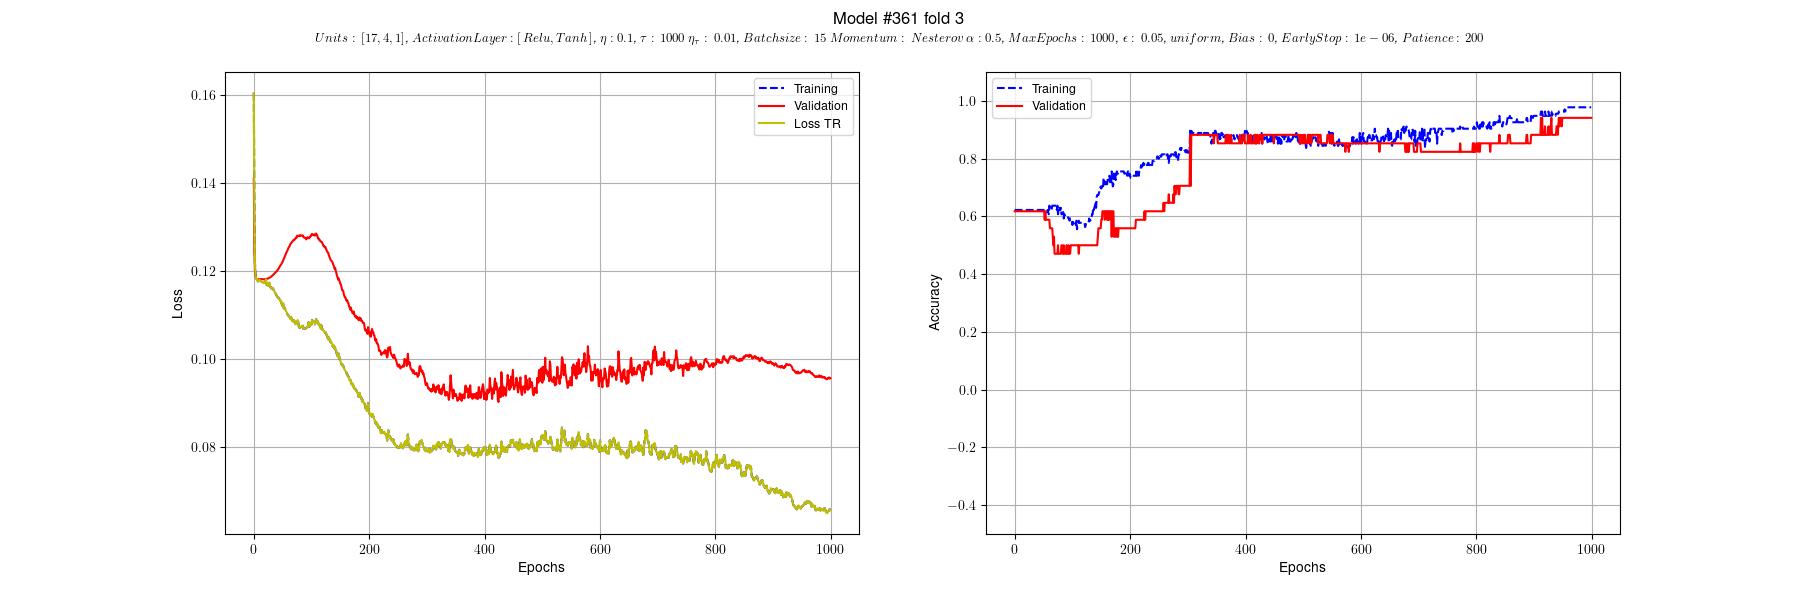 Model #361 fold 3
Units : [17, 4, 1], ActivationLayer : [ Relu, Tanh ], η : 0.1, τ : 1000 ητ : 0.01, Batchsize : 15 Momentum : Nesterov α : 0.5, MaxEpochs : 1000, ϵ : 0.05, uniform, Bias : 0, EarlyStop : 1e − 06, Patience : 200
Training
Validation
Loss TR
0.16
0.14
0.12
0.10
0.08
Loss
0
200
400
600
800
1000
Epochs
Training
Validation
1.0
0.8
0.6
0.4
0.2
0.0
−0.2
−0.4
Accuracy
0
200
400
600
800
1000
Epochs